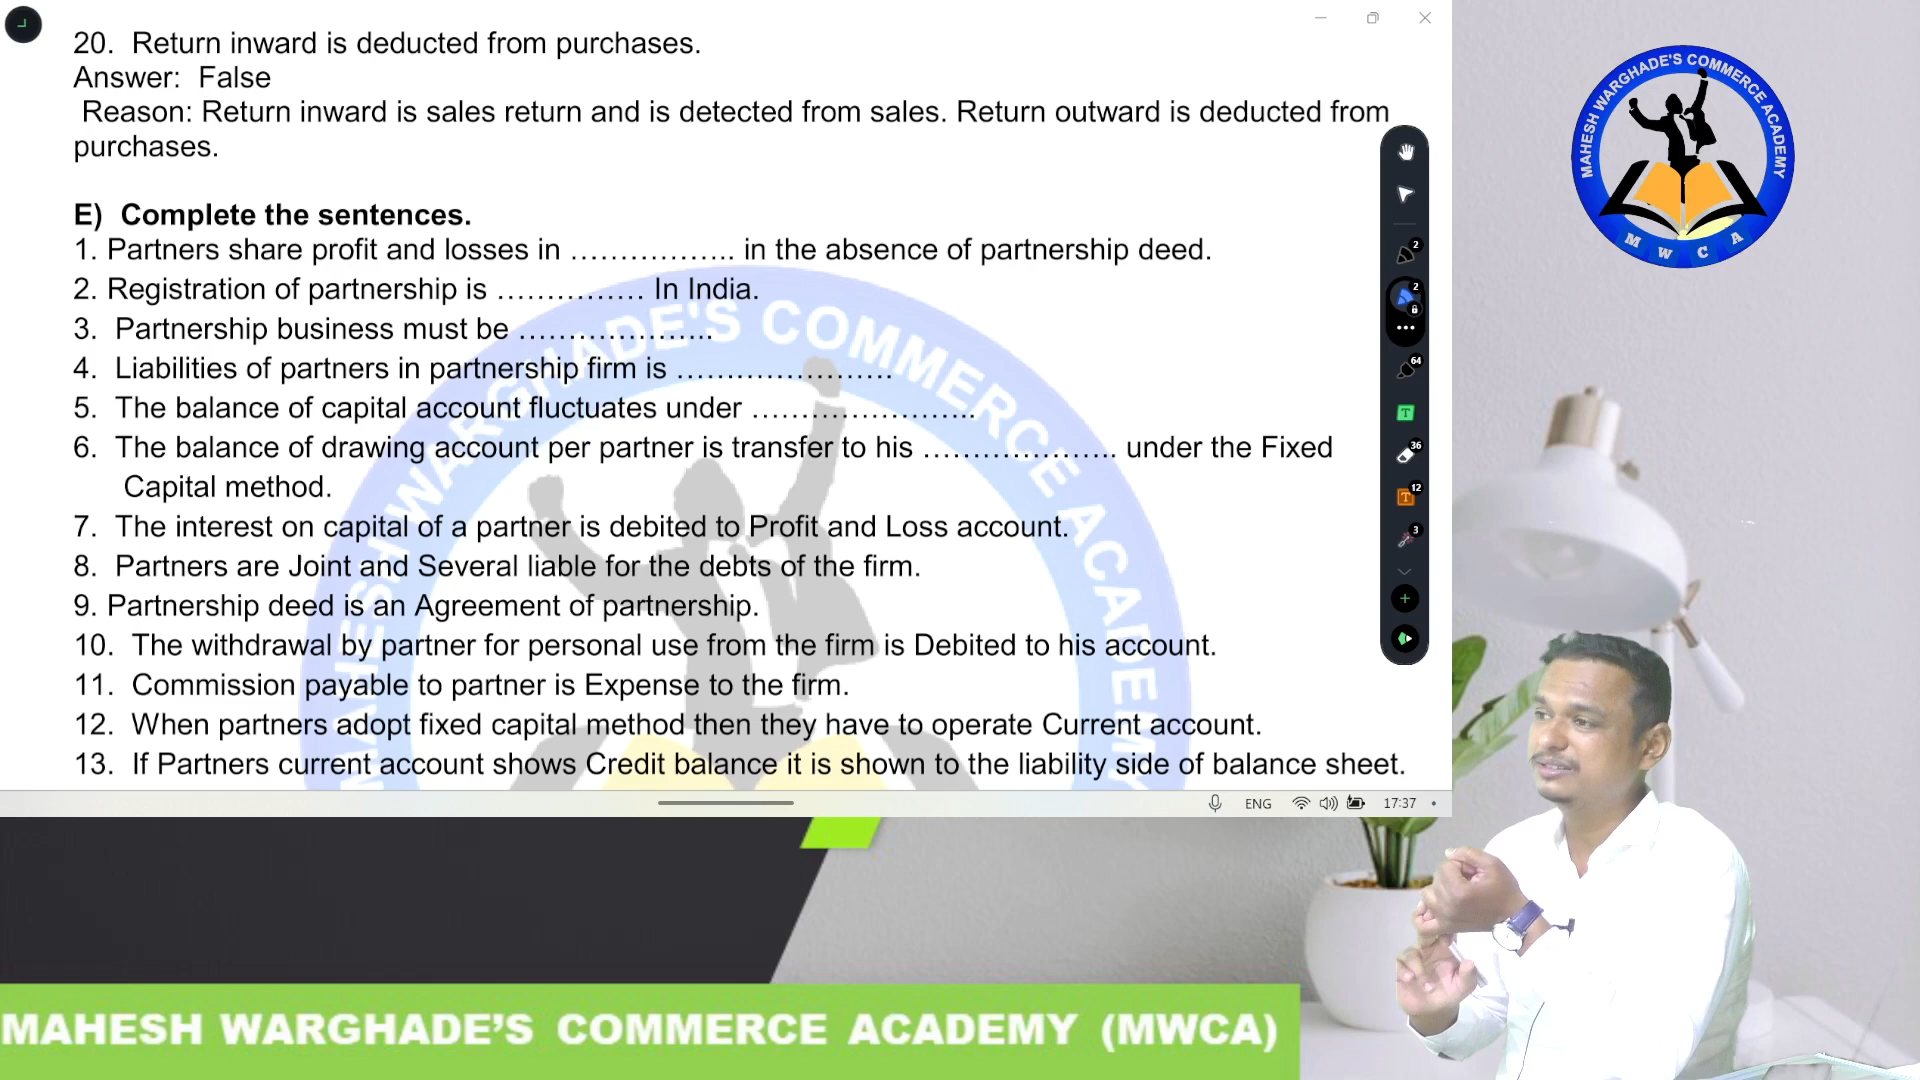 20.  Return inward is deducted from purchases.
Answer:  False
Reason: Return inward is sales return and is detected from sales. Return outward is deducted from
purchases.
E)  Complete the sentences.
1. Partners share profit and losses in ……………….. in the absence of partnership deed.
2. Registration of partnership is …………… In India.
3.  Partnership business must be …………………..
4.  Liabilities of partners in partnership firm is …………………….
5.  The balance of capital account fluctuates under ……………………..
6.  The balance of drawing account per partner is transfer to his ………………….. under the Fixed
Capital method.
7.  The interest on capital of a partner is debited to Profit and Loss account.
8.  Partners are Joint and Several liable for the debts of the firm.
9. Partnership deed is an Agreement of partnership.
10.  The withdrawal by partner for personal use from the firm is Debited to his account.
11.  Commission payable to partner is Expense to the firm.
12.  When partners adopt fixed capital method then they have to operate Current account.
13.  If Partners current account shows Credit balance it is shown to the liability side of balance sheet.
MAHESH WARGHADE'S COMMERCE ACADEMY
2
2
64
T
36
T 12
3
ENG 17:37
MAHESH WARGHADE'S COMMERCE ACADEMY
M W C A
MAHESH WARGHADE’S COMMERCE ACADEMY (MWCA)